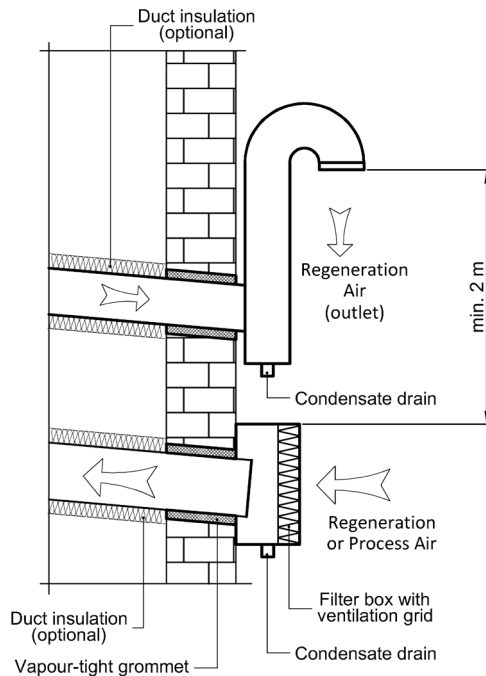 Duct insulation
(optional)
Regeneration
Air
(outlet)
min. 2 m
Condensate drain
Regeneration
or Process Air
Filter box with
ventilation grid
Duct insulation
(optional)
Condensate drain
Vapour-tight grommet